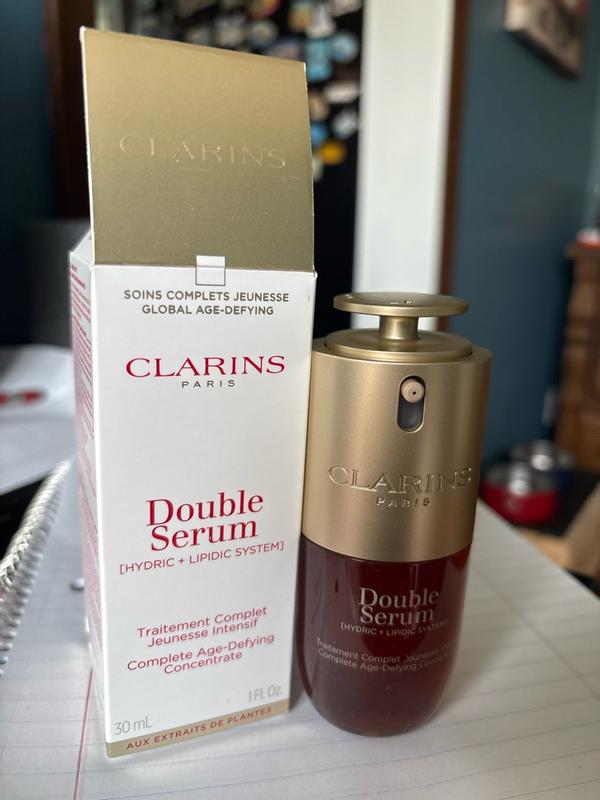 CLARINS
SOINS COMPLETS JEUNESSE
GLOBAL AGE-DEFYING
CLARINS
PARIS
Double
Serum
[HYDRIC + LIPIDIC SYSTEM]
Traitement Complet
Jeunesse Intensif
Complete Age-Defying
Concentrate
30 mL 1 Fl. Oz.
AUX EXTRAITS DE PLANTES
CLARINS
PARIS
Double
Serum
[HYDRIC + LIPIDIC SYSTEM]
Traitement Complet Jeunesse
Complete Age-Defying